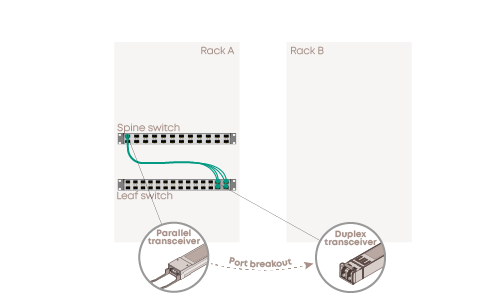 Rack A
Rack B
Spine switch
Leaf switch
Parallel
transceiver
Duplex
transceiver
Port breakout